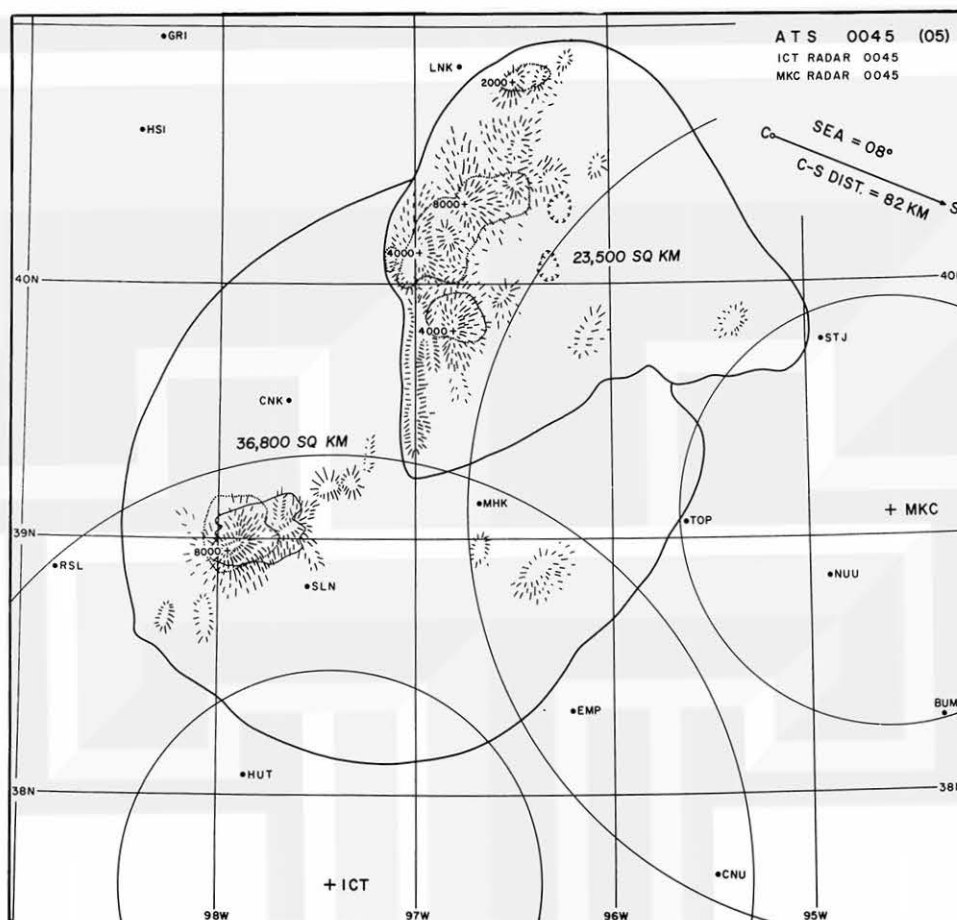 ATS 0045 (05)
ICT RADAR 0045
MKC RADAR 0045
GRI
LNK
2000
HSI
C
SEA = 08°
C-S DIST. = 82 KM
S
8000
4000
23,500 SQ KM
40N
40N
4000
STJ
CNK
36,800 SQ KM
MHK
MKC
TOP
39N
8000
RSL
SLN
NUU
EMP
BUM
HUT
38N
38N
ICT
CNU
98W
97W
96W
95W